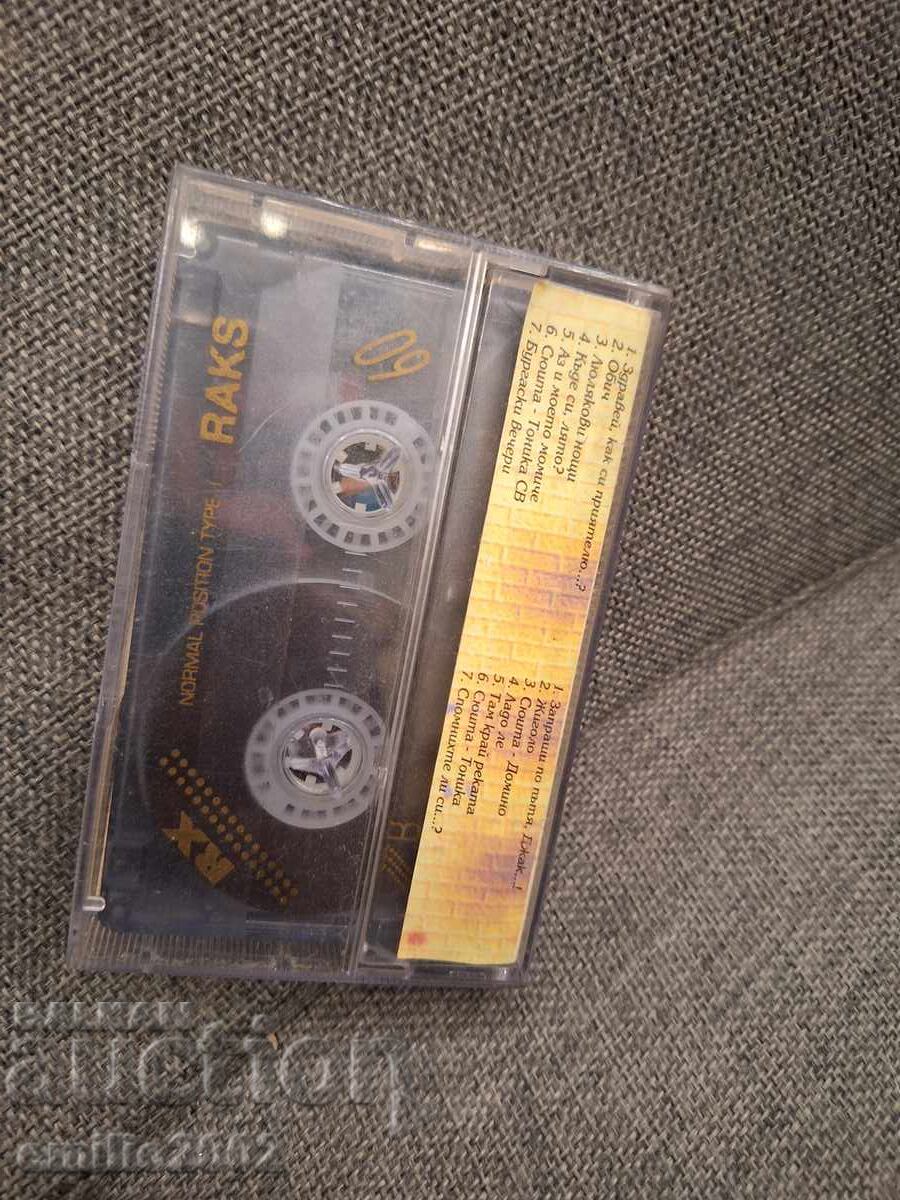 1. Здравей, как си приятелю...?
2. Обич
3. Люлякови нощи
4. Къде си, лято?
5. Аз и моето момиче
6. Сюита - Тоника СВ
7. Бургаски вечери
1. Запраши по пътя, Джак...!
2. Жиголо
3. Сюита - Домино
4. Ладо ле
5. Там край реката
6. Сюита - Тоника
7. Спомнихте ли си...?
60
RAKS
NORMAL POSITION TYPE I
RX
BALKAN
auction
emilia2002